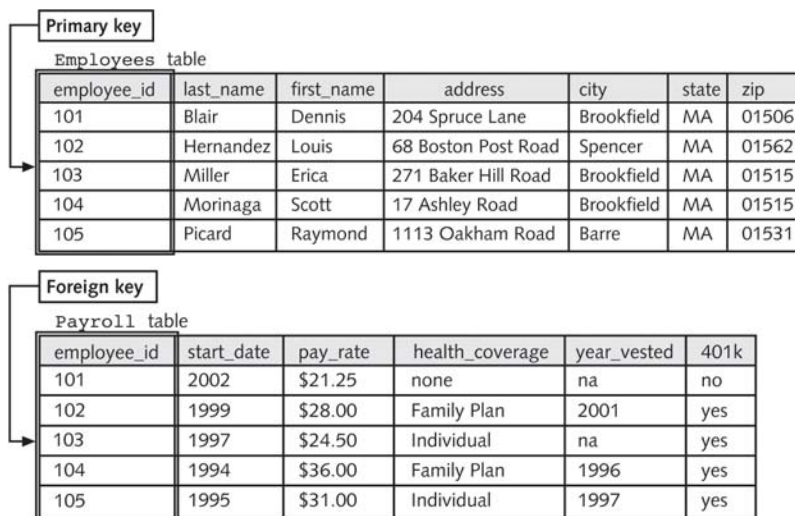 Primary key
Employees table
employee_id last_name first_name address city state zip
101 Blair Dennis 204 Spruce Lane Brookfield MA 01506
102 Hernandez Louis 68 Boston Post Road Spencer MA 01562
103 Miller Erica 271 Baker Hill Road Brookfield MA 01515
104 Morinaga Scott 17 Ashley Road Brookfield MA 01515
105 Picard Raymond 1113 Oakham Road Barre MA 01531
Foreign key
Payroll table
employee_id start_date pay_rate health_coverage year_vested 401k
101 2002 $21.25 none na no
102 1999 $28.00 Family Plan 2001 yes
103 1997 $24.50 Individual na yes
104 1994 $36.00 Family Plan 1996 yes
105 1995 $31.00 Individual 1997 yes